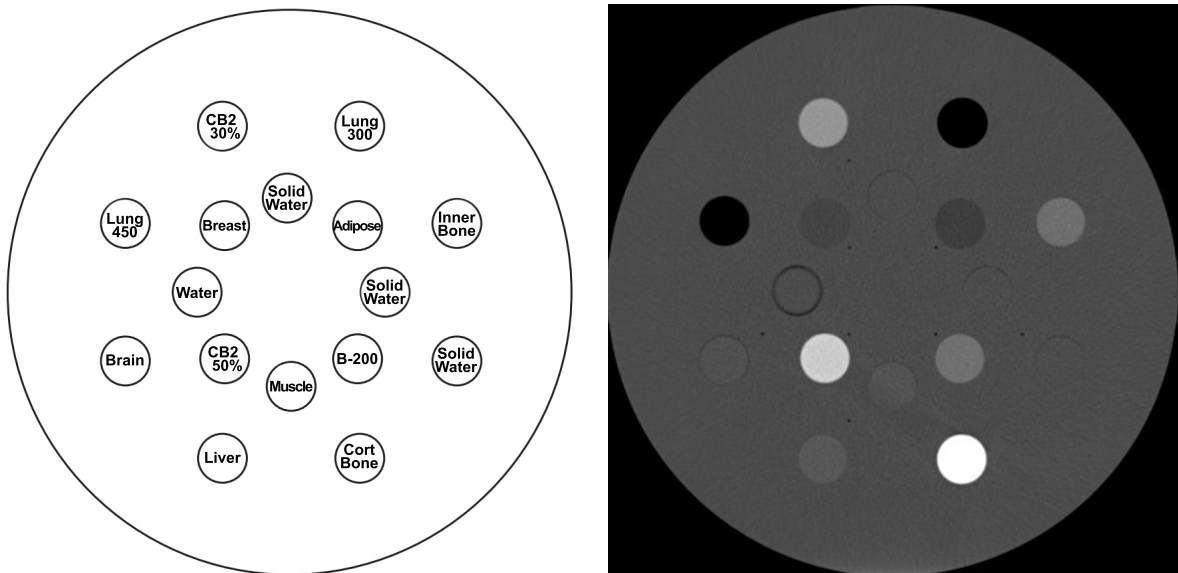 CB2
30%
Lung
300
Solid
Water
Lung
450
Breast
Adipose
Inner
Bone
Water
Solid
Water
Brain
CB2
50%
B-200
Solid
Water
Muscle
Liver
Cort
Bone